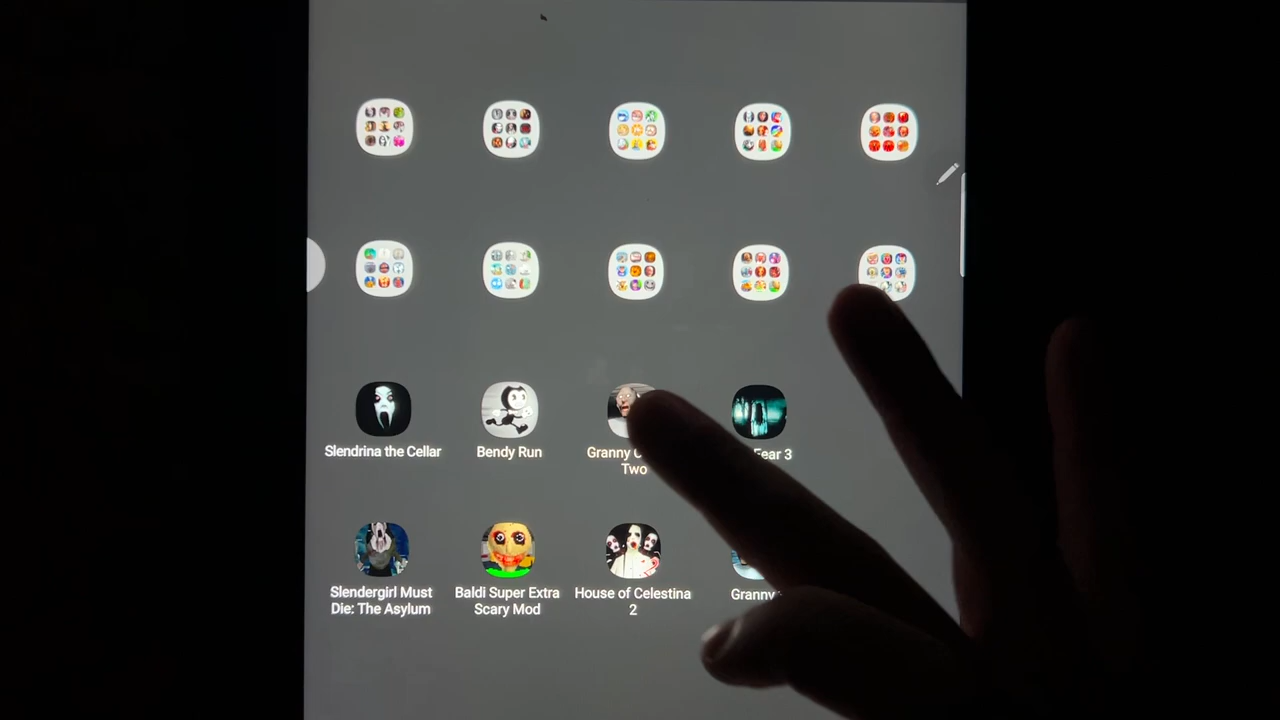 Slendrina the Cellar
Bendy Run
Granny
Two
Fear 3
Slendergirl Must
Die: The Asylum
Baldi Super Extra
Scary Mod
House of Celestina
2
Granny